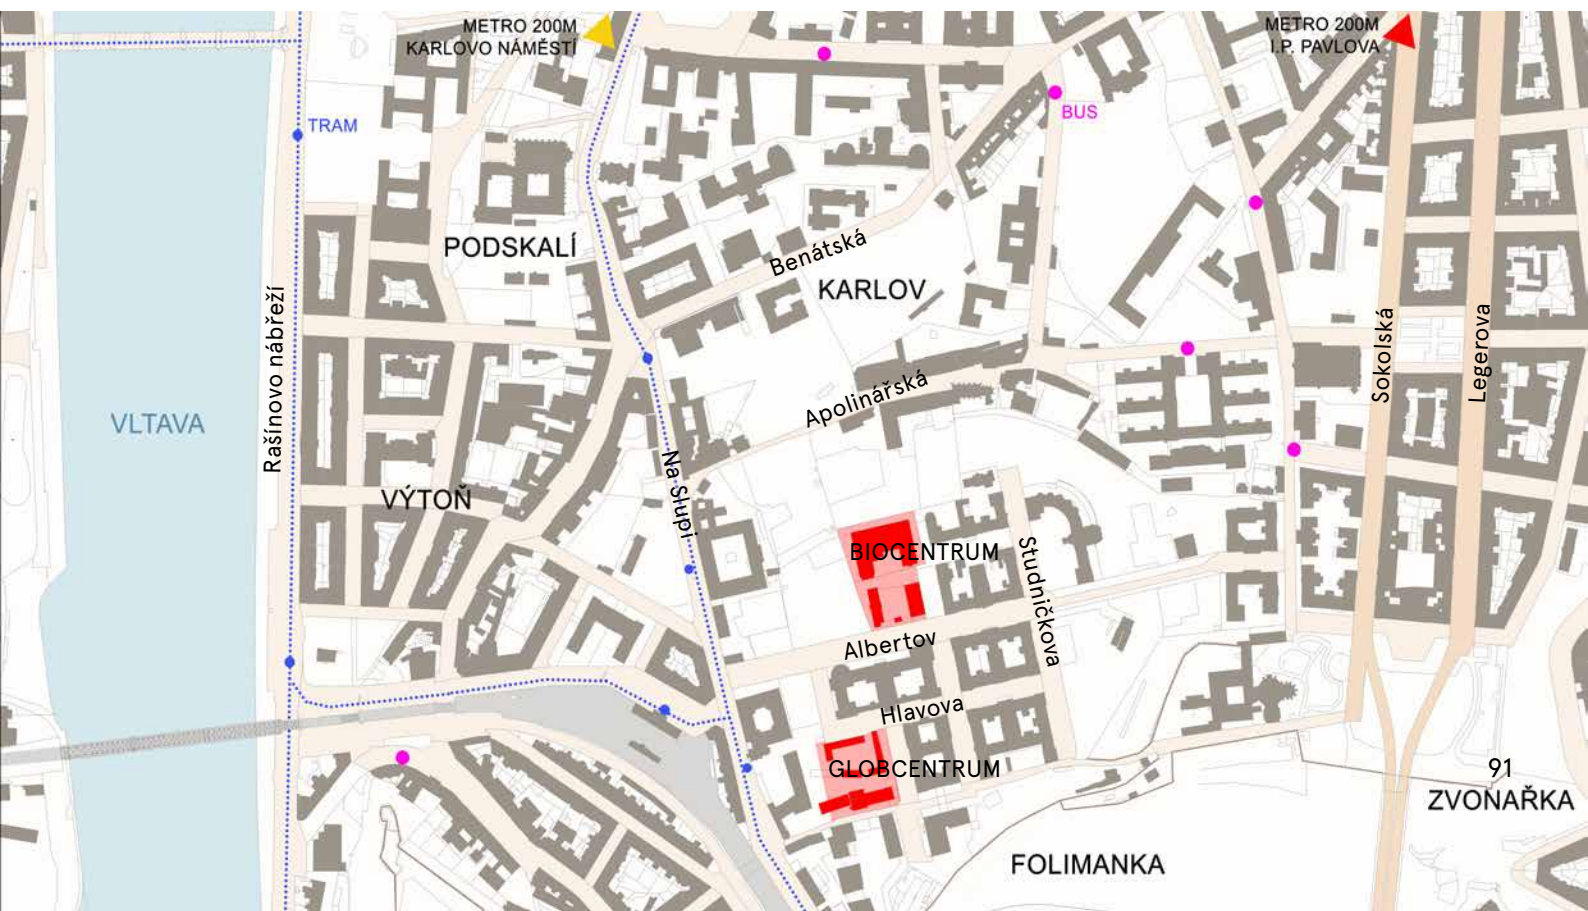 METRO 200M
KARLOVO NÁMĚSTÍ
METRO 200M
I.P. PAVLOVA
TRAM
BUS
PODSKALÍ
Benátská
KARLOV
Rašínovo nábřeží
Sokolská
Legerova
Apolinářská
VLTAVA
VÝTOŇ
Na Slupi
BIOCENTRUM
Studničkova
Albertov
Hlavova
GLOBCENTRUM
91
ZVONAŘKA
FOLIMANKA